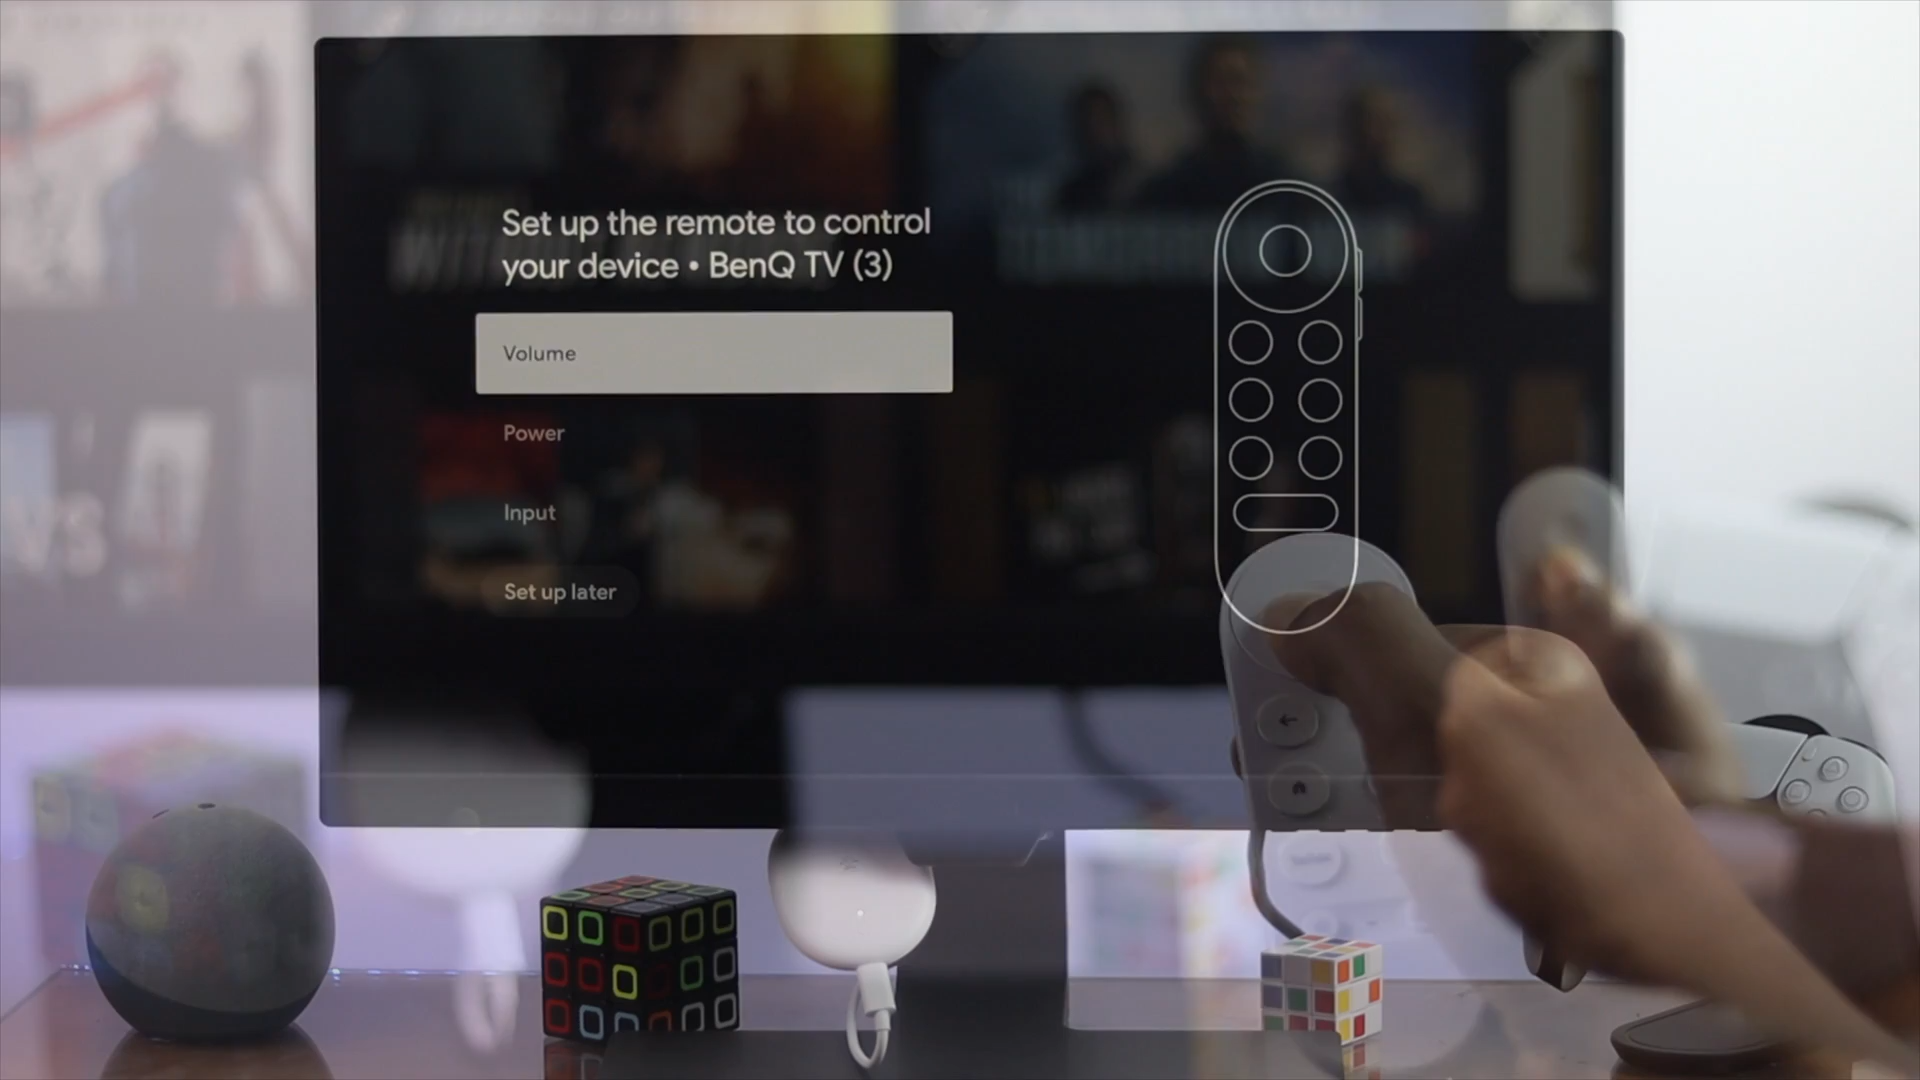 Set up the remote to control
your device • BenQ TV (3)
Volume
Power
Input
Set up later